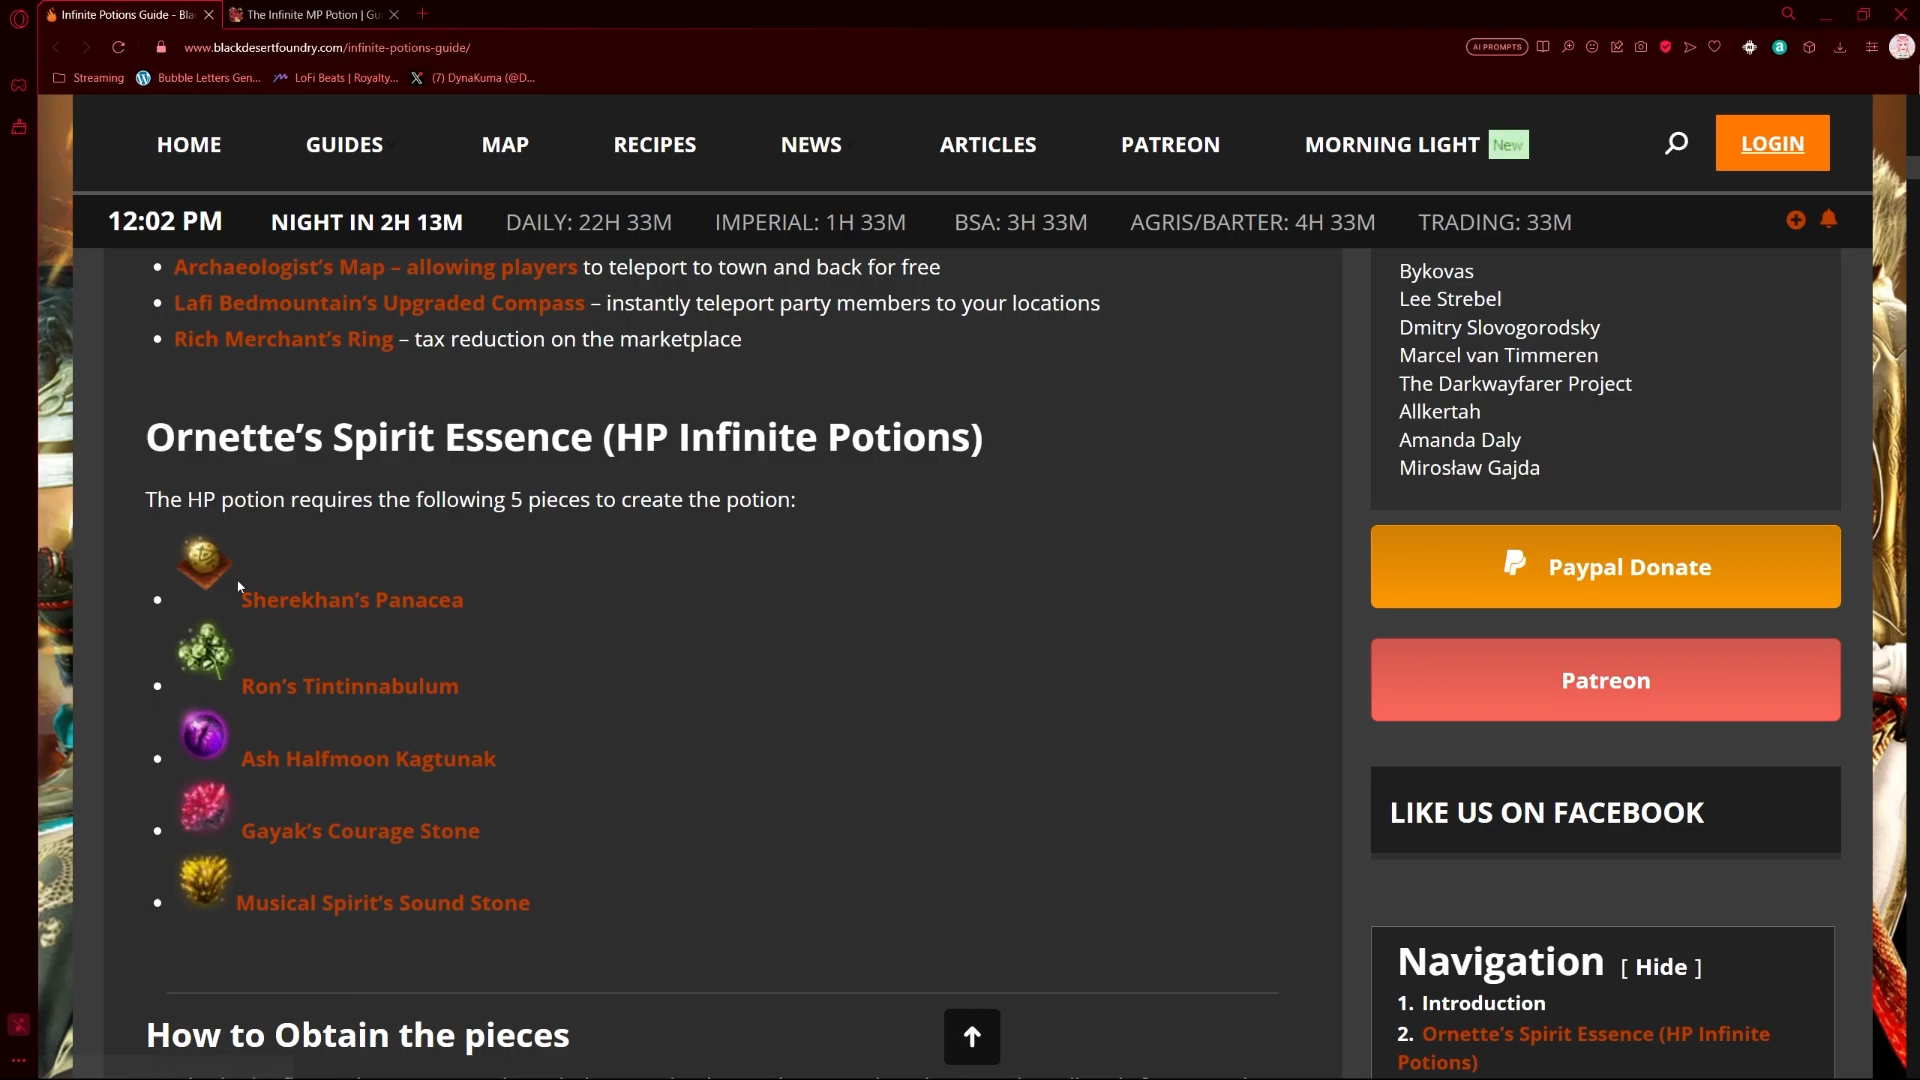 Infinite Potions Guide - Bla
The Infinite MP Potion | Gu
www.blackdesertfoundry.com/infinite-potions-guide/
AI PROMPTS
Streaming
Bubble Letters Gen...
LoFi Beats | Royalty...
(7) DynaKuma (@D...
HOME
GUIDES
MAP
RECIPES
NEWS
ARTICLES
PATREON
MORNING LIGHT New
LOGIN
12:02 PM
NIGHT IN 2H 13M
DAILY: 22H 33M
IMPERIAL: 1H 33M
BSA: 3H 33M
AGRIS/BARTER: 4H 33M
TRADING: 33M
Archaeologist's Map – allowing players to teleport to town and back for free
Lafi Bedmountain's Upgraded Compass – instantly teleport party members to your locations
Rich Merchant's Ring – tax reduction on the marketplace
Ornette's Spirit Essence (HP Infinite Potions)
The HP potion requires the following 5 pieces to create the potion:
Sherekhan's Panacea
Ron's Tintinnabulum
Ash Halfmoon Kagtunak
Gayak's Courage Stone
Musical Spirit's Sound Stone
How to Obtain the pieces
Bykovas
Lee Strebel
Dmitry Slovogorodsky
Marcel van Timmeren
The Darkwayfarer Project
Allkertah
Amanda Daly
Mirosław Gajda
Paypal Donate
Patreon
LIKE US ON FACEBOOK
Navigation [ Hide ]
1. Introduction
2. Ornette's Spirit Essence (HP Infinite
Potions)